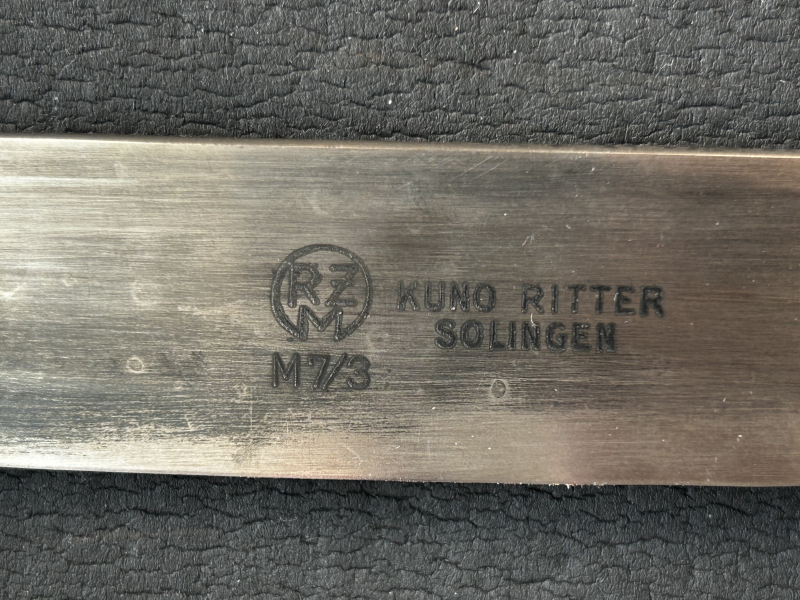 RZM
M7/3
KUNO RITTER
SOLINGEN